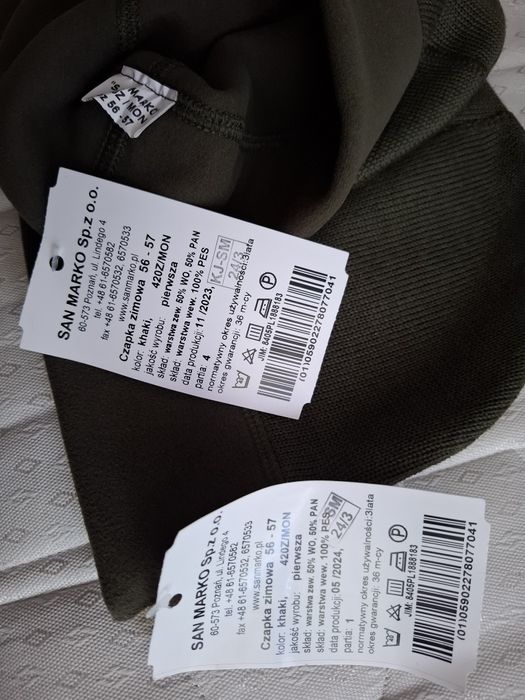 MARKO
"SZ/MON
Z 56-57
SAN MARKO Sp.z o.o.
60-573 Poznań, ul. Lindego 4
tel. +48 61-6570582
fax +48 61-6570532, 6570533
www.sanmarko.pl
Czapka zimowa 56 - 57
kolor: khaki, 420Z/MON
jakość wyrobu: pierwsza
skład: warstwa zew. 50% WO, 50% PAN
skład: warstwa wew. 100% PES
data produkcji: 11/2023,
partia: 4
KJ-SM
24/3
normatywny okres używalności:3lata
okres gwarancji: 36 m-cy
JIM: 8405PL1888183
(01)05902278077041
SAN MARKO Sp.z o.o.
60-573 Poznań, ul. Lindego 4
tel. +48 61-6570582
fax +48 61-6570532, 6570533
www.sanmarko.pl
Czapka zimowa 56 - 57
kolor: khaki, 420Z/MON
jakość wyrobu: pierwsza
skład: warstwa zew. 50% WO, 50% PAN
skład: warstwa wew. 100% PES
data produkcji: 05/2024,
partia: 1
-SM
24/3
normatywny okres używalności:3lata
okres gwarancji: 36 m-cy
JIM: 8405PL1888183
(01)05902278077041